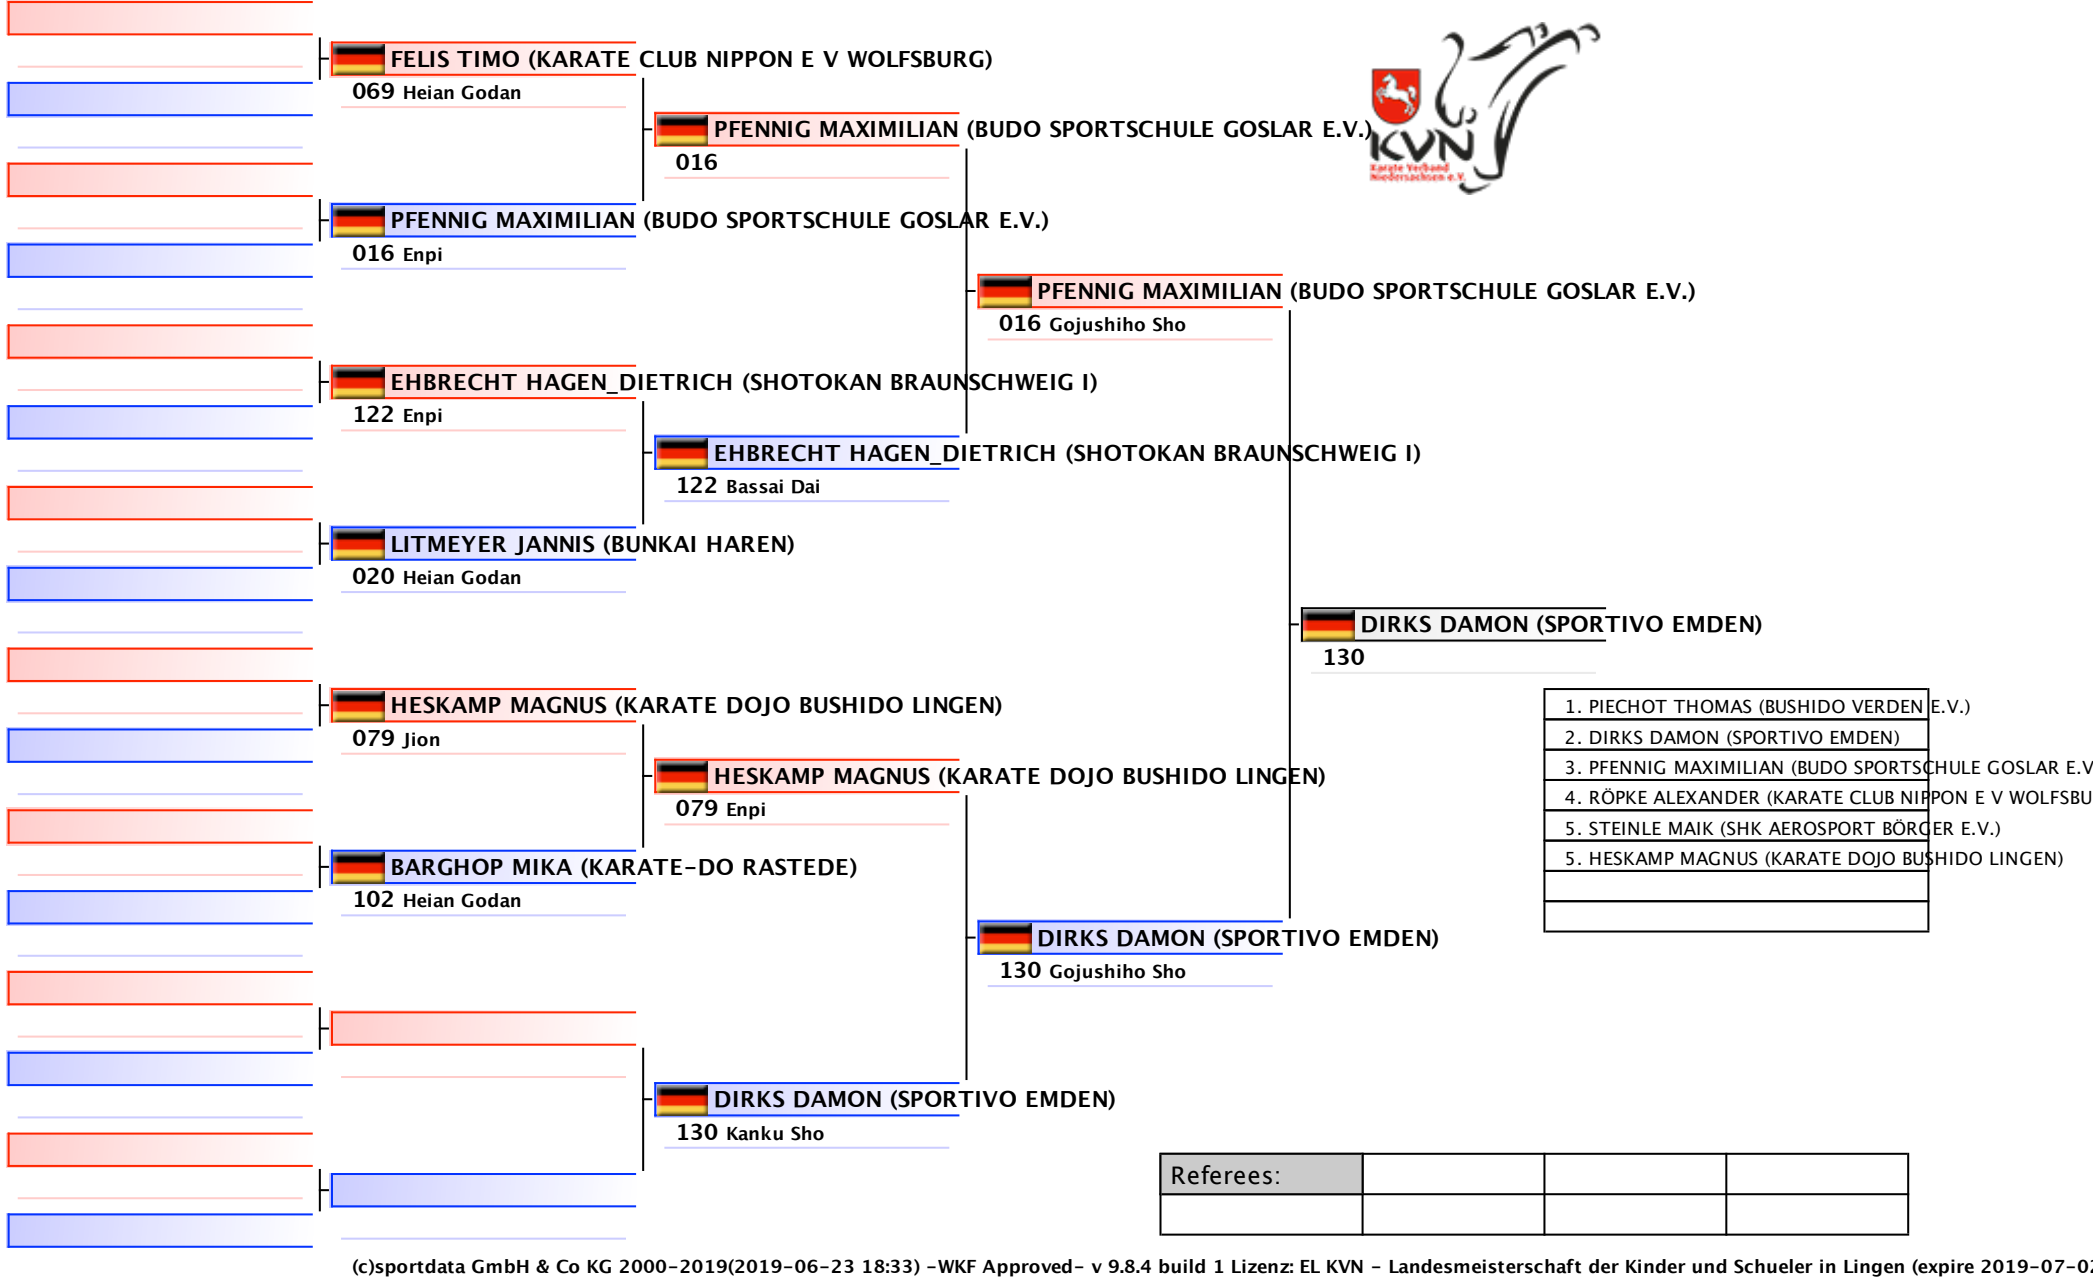 FELIS TIMO (KARATE CLUB NIPPON E V WOLFSBURG)
069 Heian Godan
PFENNIG MAXIMILIAN (BUDO SPORTSCHULE GOSLAR E.V.)
016
KVN
Karate Verband
Niedersachsen e.V.
PFENNIG MAXIMILIAN (BUDO SPORTSCHULE GOSLAR E.V.)
016 Enpi
PFENNIG MAXIMILIAN (BUDO SPORTSCHULE GOSLAR E.V.)
016 Gojushiho Sho
EHBRECHT HAGEN_DIETRICH (SHOTOKAN BRAUNSCHWEIG I)
122 Enpi
EHBRECHT HAGEN_DIETRICH (SHOTOKAN BRAUNSCHWEIG I)
122 Bassai Dai
LITMEYER JANNIS (BUNKAI HAREN)
020 Heian Godan
DIRKS DAMON (SPORTIVO EMDEN)
130
HESKAMP MAGNUS (KARATE DOJO BUSHIDO LINGEN)
079 Jion
1. PIECHOT THOMAS (BUSHIDO VERDEN E.V.)
2. DIRKS DAMON (SPORTIVO EMDEN)
3. PFENNIG MAXIMILIAN (BUDO SPORTSCHULE GOSLAR E.V
4. RÖPKE ALEXANDER (KARATE CLUB NIPPON E V WOLFSBU
5. STEINLE MAIK (SHK AEROSPORT BÖRGER E.V.)
5. HESKAMP MAGNUS (KARATE DOJO BUSHIDO LINGEN)
HESKAMP MAGNUS (KARATE DOJO BUSHIDO LINGEN)
079 Enpi
BARGHOP MIKA (KARATE-DO RASTEDE)
102 Heian Godan
DIRKS DAMON (SPORTIVO EMDEN)
130 Gojushiho Sho
DIRKS DAMON (SPORTIVO EMDEN)
130 Kanku Sho
Referees:
(c)sportdata GmbH & Co KG 2000-2019(2019-06-23 18:33) -WKF Approved- v 9.8.4 build 1 Lizenz: EL KVN - Landesmeisterschaft der Kinder und Schueler in Lingen (expire 2019-07-0